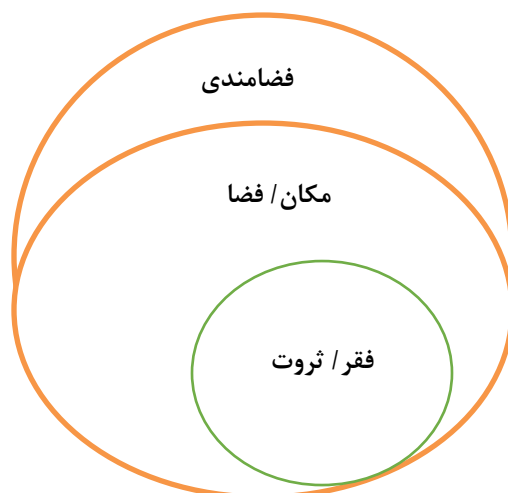 فضامندی
مکان/ فضا
فقر/ ثروت